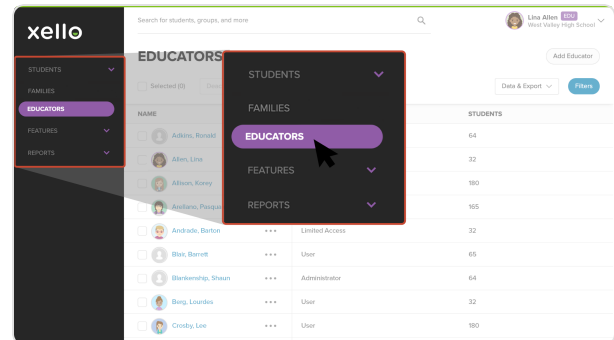 xello
Search for students, groups, and more
Lina Allen EDU
West Valley High School
STUDENTS
FAMILIES
EDUCATORS
FEATURES
REPORTS
EDUCATORS
Add Educator
Selected (0)
Data & Export
Filters
NAME
STUDENTS
Adkins, Ronald
64
Allen, Lina
32
Allison, Korey
180
Arellano, Pasqua
165
Andrade, Barton
Limited Access
32
Blair, Barrett
User
65
Blankenship, Shaun
Administrator
64
Berg, Lourdes
User
32
Crosby, Lee
User
180
STUDENTS
FAMILIES
EDUCATORS
FEATURES
REPORTS